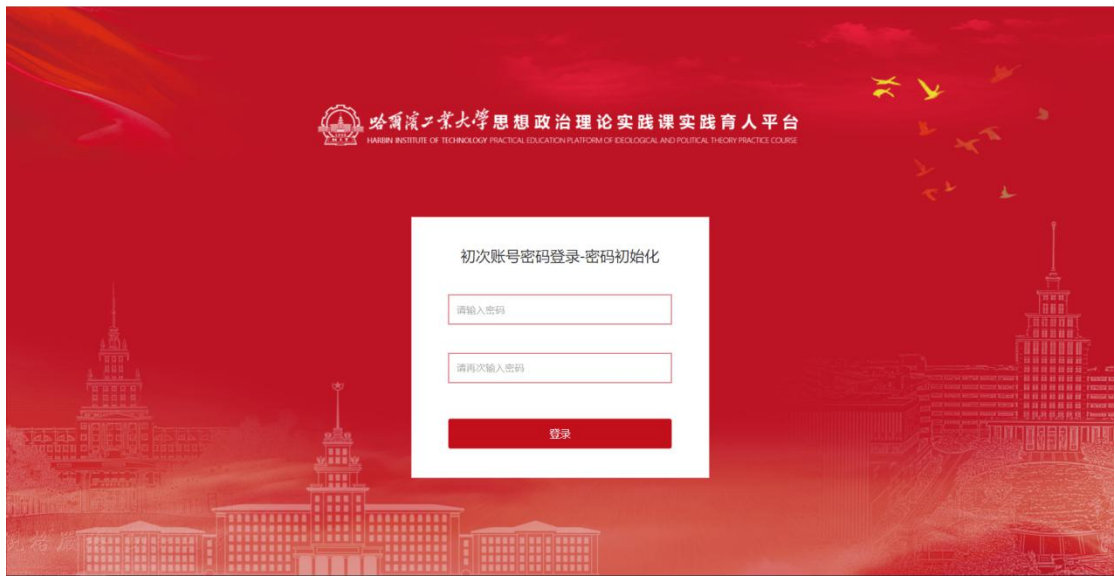 哈爾濱工業大學思想政治理论实践课实践育人平台
HARBIN INSTITUTE OF TECHNOLOGY PRACTICAL EDUCATION PLATFORM OF IDEOLOGICAL AND POLITICAL THEORY PRACTICE COURSE
初次账号密码登录-密码初始化
请输入密码
请再次输入密码
登录